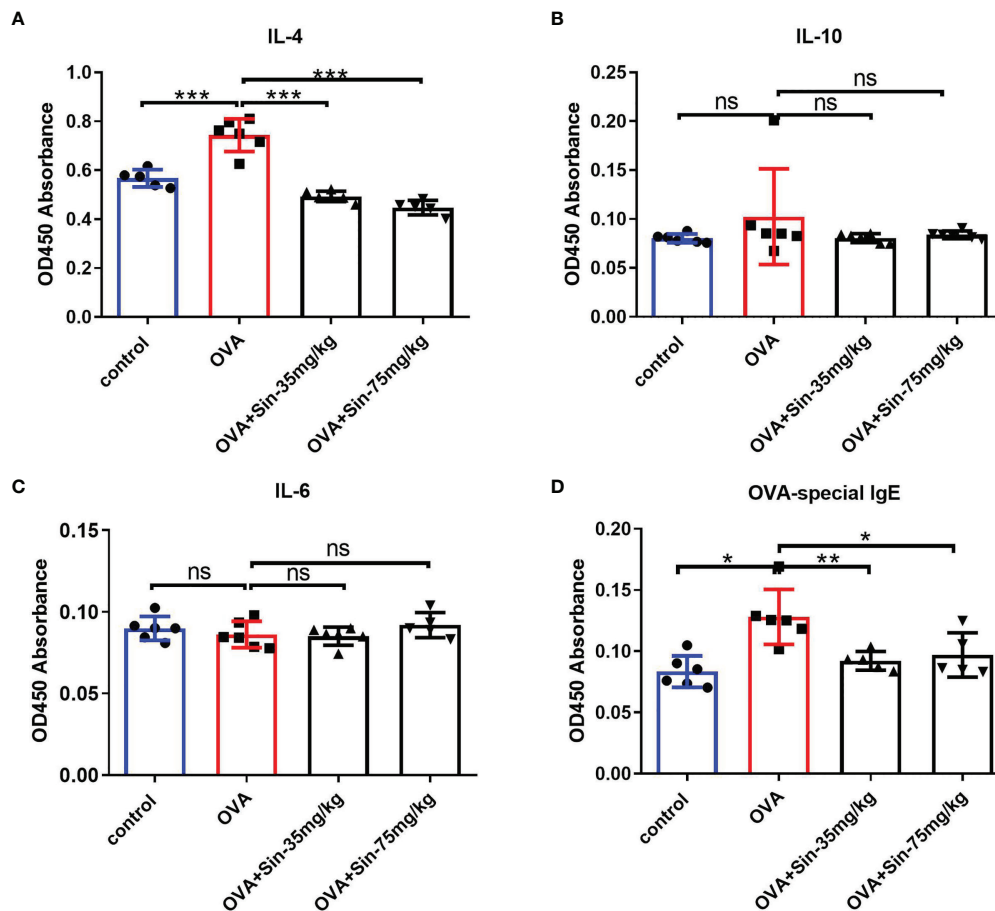 A
IL-4
OD450 Absorbance
1.0
0.8
0.6
0.4
0.2
0.0
***
***
***
control
OVA
OVA+Sin-35mg/kg
OVA+Sin-75mg/kg
B
IL-10
OD450 Absorbance
0.25
0.20
0.15
0.10
0.05
0.00
ns
ns
ns
control
OVA
OVA+Sin-35mg/kg
OVA+Sin-75mg/kg
C
IL-6
OD450 Absorbance
0.15
0.10
0.05
0.00
ns
ns
ns
control
OVA
OVA+Sin-35mg/kg
OVA+Sin-75mg/kg
D
OVA-special IgE
OD450 Absorbance
0.20
0.15
0.10
0.05
0.00
*
*
**
control
OVA
OVA+Sin-35mg/kg
OVA+Sin-75mg/kg